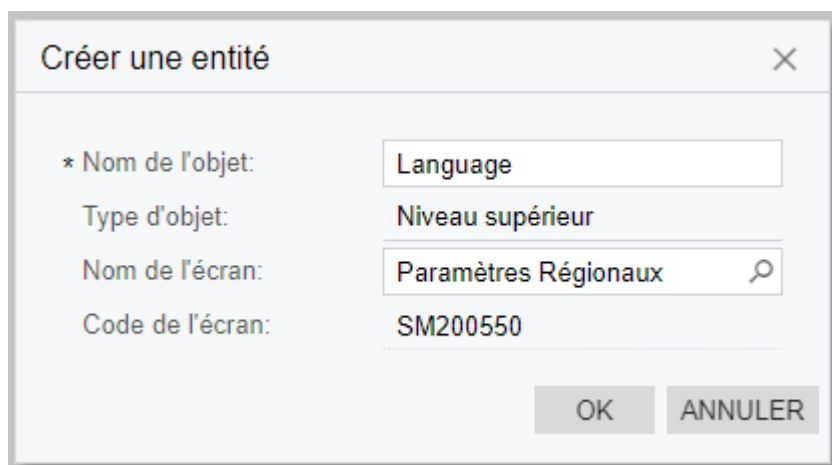 Créer une entité
* Nom de l'objet: Language
Type d'objet: Niveau supérieur
Nom de l'écran: Paramètres Régionaux
Code de l'écran: SM200550
OK ANNULER